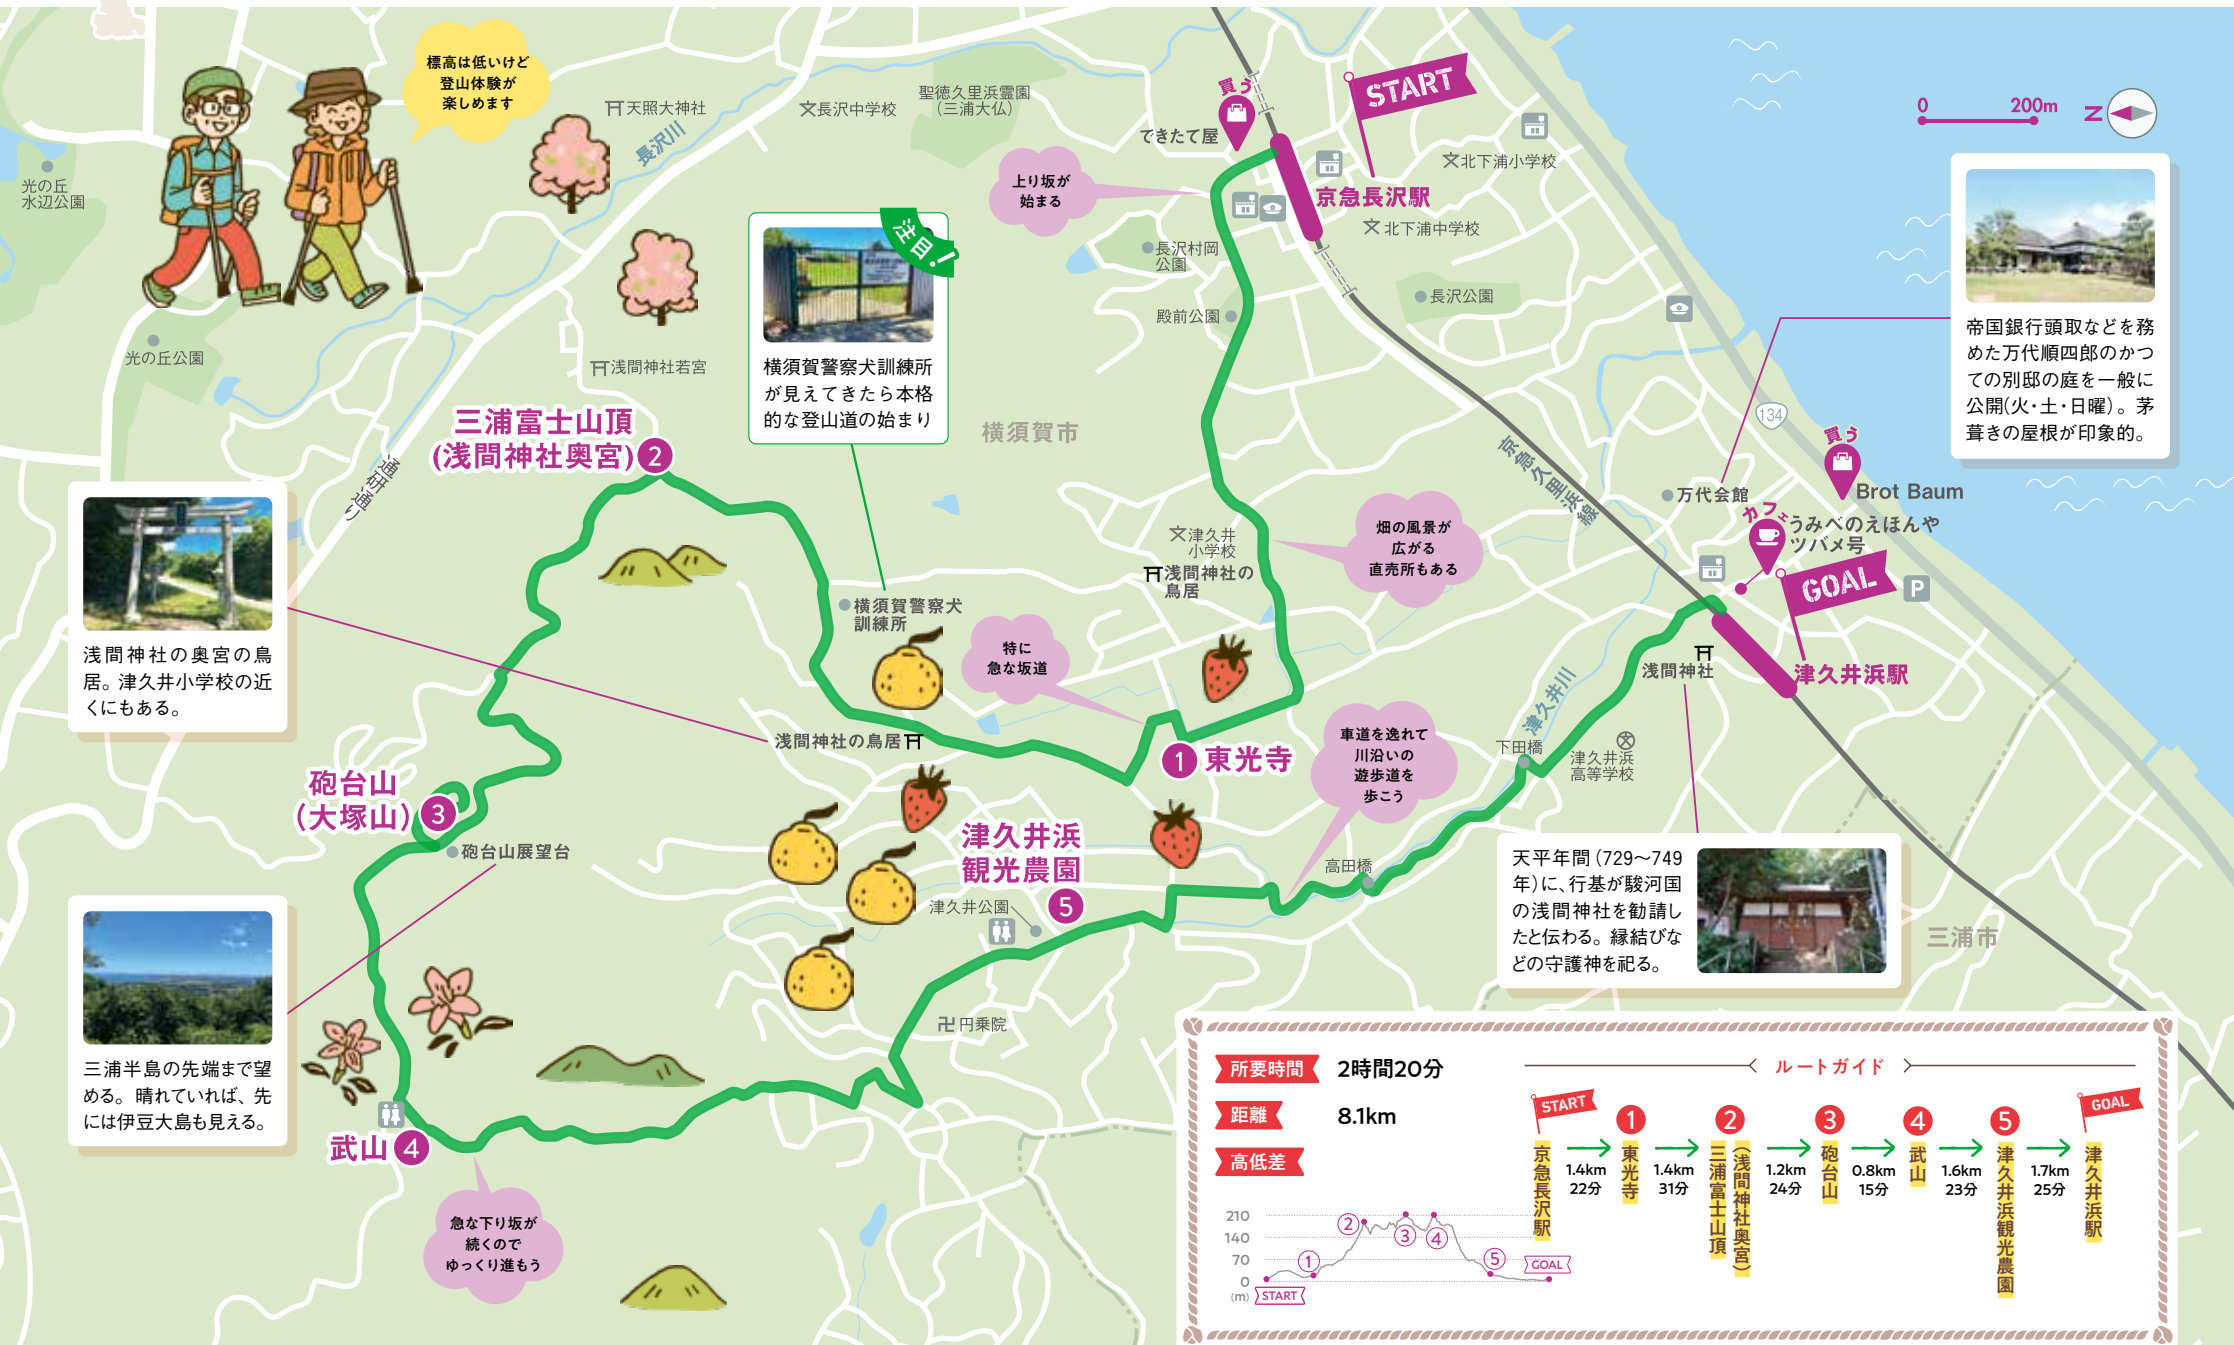 標高は低いけど
登山体験が
楽しめます
天照大神社
長沢川
長沢中学校
聖徳久里浜霊園
（三浦大仏）
買う
できたて屋
START
京急長沢駅
北下浦小学校
北下浦中学校
0 200m
N
光の丘
水辺公園
光の丘公園
上り坂が
始まる
長沢村岡
公園
殿前公園
長沢公園
注目!
横須賀警察犬訓練所
が見えてきたら本格
的な登山道の始まり
浅間神社若宮
三浦富士山頂
(浅間神社奥宮)
2
通研通り
横須賀市
帝国銀行頭取などを務
めた万代順四郎のかつ
ての別邸の庭を一般に
公開(火・土・日曜)。茅
葺きの屋根が印象的。
134
京急久里浜線
万代会館
買う
Brot Baum
カフェ
うみべのえほんや
ツバメ号
GOAL
P
津久井浜駅
浅間神社
津久井
小学校
浅間神社の
鳥居
畑の風景が
広がる
直売所もある
横須賀警察犬
訓練所
特に
急な坂道
浅間神社の奥宮の鳥
居。津久井小学校の近
くにもある。
浅間神社の鳥居
1
東光寺
車道を逸れて
川沿いの
遊歩道を
歩こう
津久井川
下田橋
津久井浜
高等学校
高田橋
砲台山
（大塚山）
3
砲台山展望台
津久井浜
観光農園
5
津久井公園
三浦半島の先端まで望
める。晴れていれば、先
には伊豆大島も見える。
円乗院
天平年間（729〜749
年）に、行基が駿河国
の浅間神社を勧請し
たと伝わる。縁結びな
どの守護神を祀る。
三浦市
武山
4
急な下り坂が
続くので
ゆっくり進もう
所要時間 2時間20分
距離 8.1km
高低差
210
140
70
0
(m)
START
1
2
3
4
5
GOAL
ルートガイド
START
京急長沢駅
1.4km
22分
1
東光寺
1.4km
31分
2
三浦富士山頂
（浅間神社奥宮）
1.2km
24分
3
砲台山
0.8km
15分
4
武山
1.6km
23分
5
津久井浜観光農園
1.7km
25分
GOAL
津久井浜駅